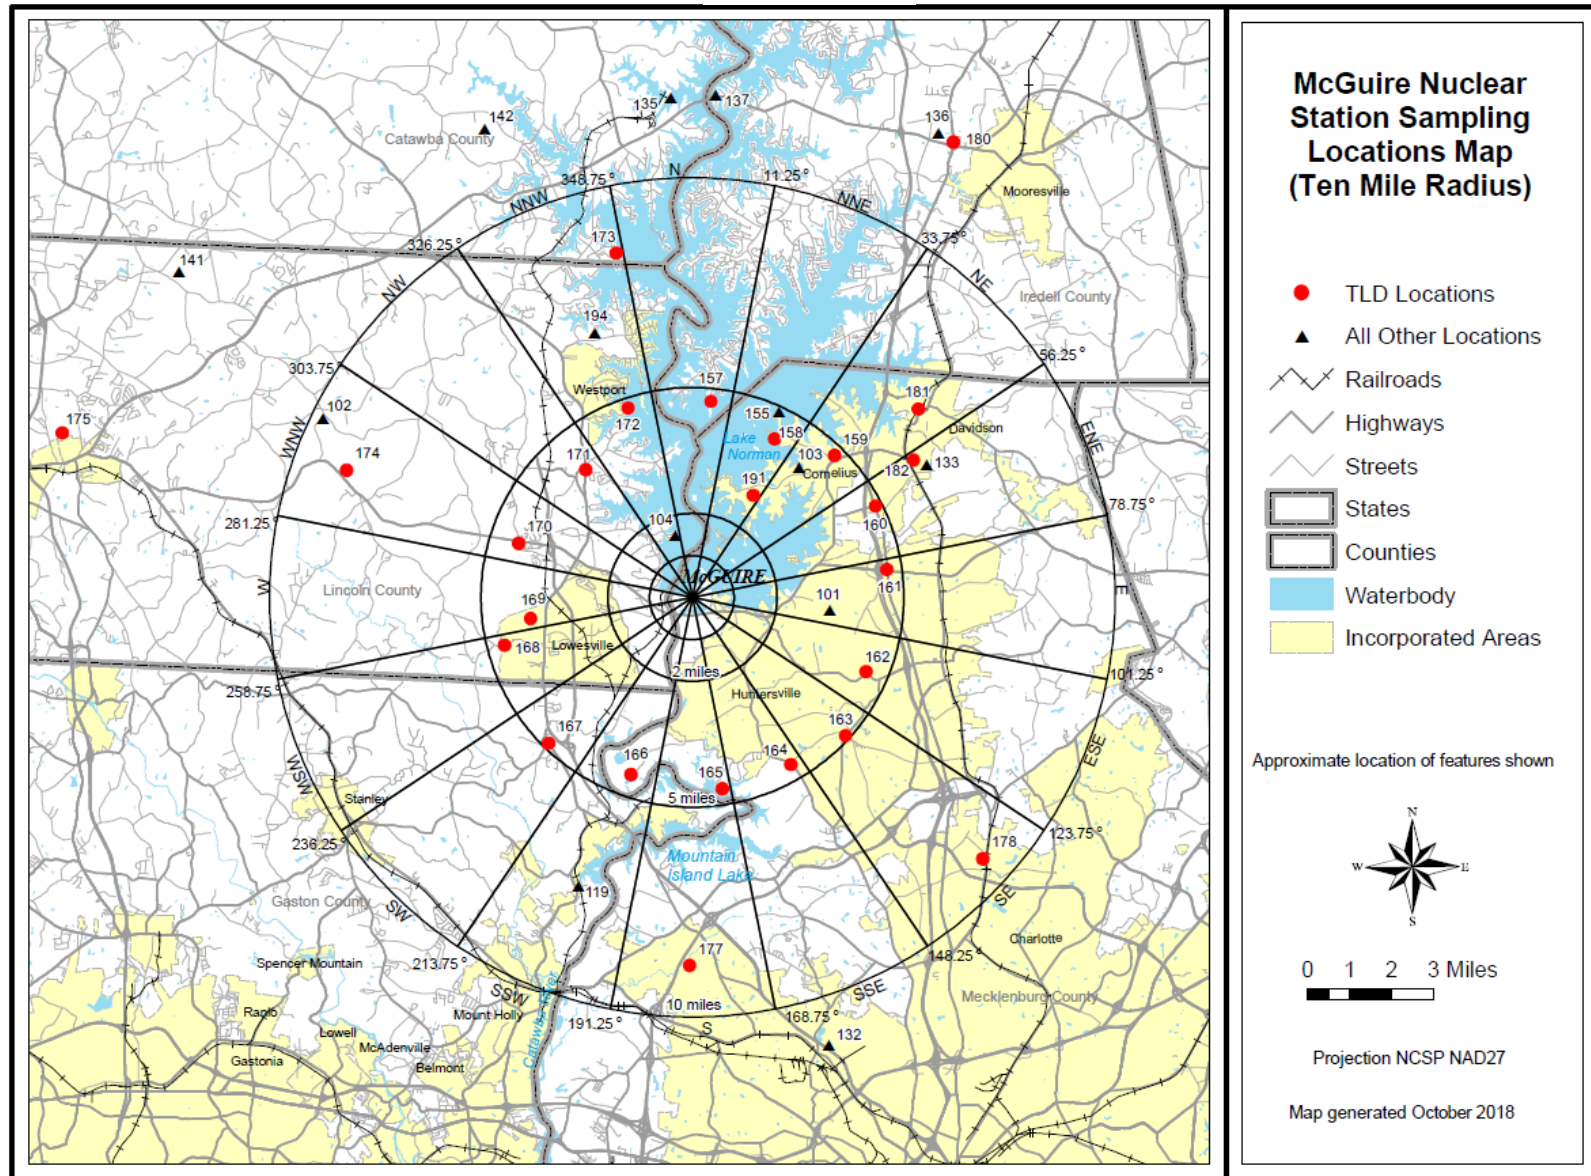 135
137
142
136
180
Catawba County
N
348.75 °
11.25 °
NNW
NNE
Mooresville
173
326.25 °
33.75 °
141
NW
NE
Iredell County
194
303.75 °
56.25 °
Westport
157
181
102
172
155
175
Davidson
WNW
Lake
Norman
158
159
ENE
174
171
103
Cornelius
182
133
191
281.25 °
78.75 °
104
160
170
McGUIRE
W
Lincoln County
161
E
169
101
168
Lowesville
2 miles
162
101.25 °
258.75 °
Huntersville
167
163
166
164
ESE
WSW
165
5 miles
Stanley
123.75 °
236.25 °
178
Mountain
Island Lake
119
Gaston County
SE
SW
Charlotte
177
148.25 °
Spencer Mountain
213.75 °
SSW
SSE
Mecklenburg County
10 miles
Ranlo
Mount Holly
191.25 °
168.75 °
S
Catawba River
Lowell
132
McAdenville
Gastonia
Belmont
McGuire Nuclear
Station Sampling
Locations Map
(Ten Mile Radius)
TLD Locations
All Other Locations
Railroads
Highways
Streets
States
Counties
Waterbody
Incorporated Areas
Approximate location of features shown
N
W
E
S
0 1 2 3 Miles
Projection NCSP NAD27
Map generated October 2018